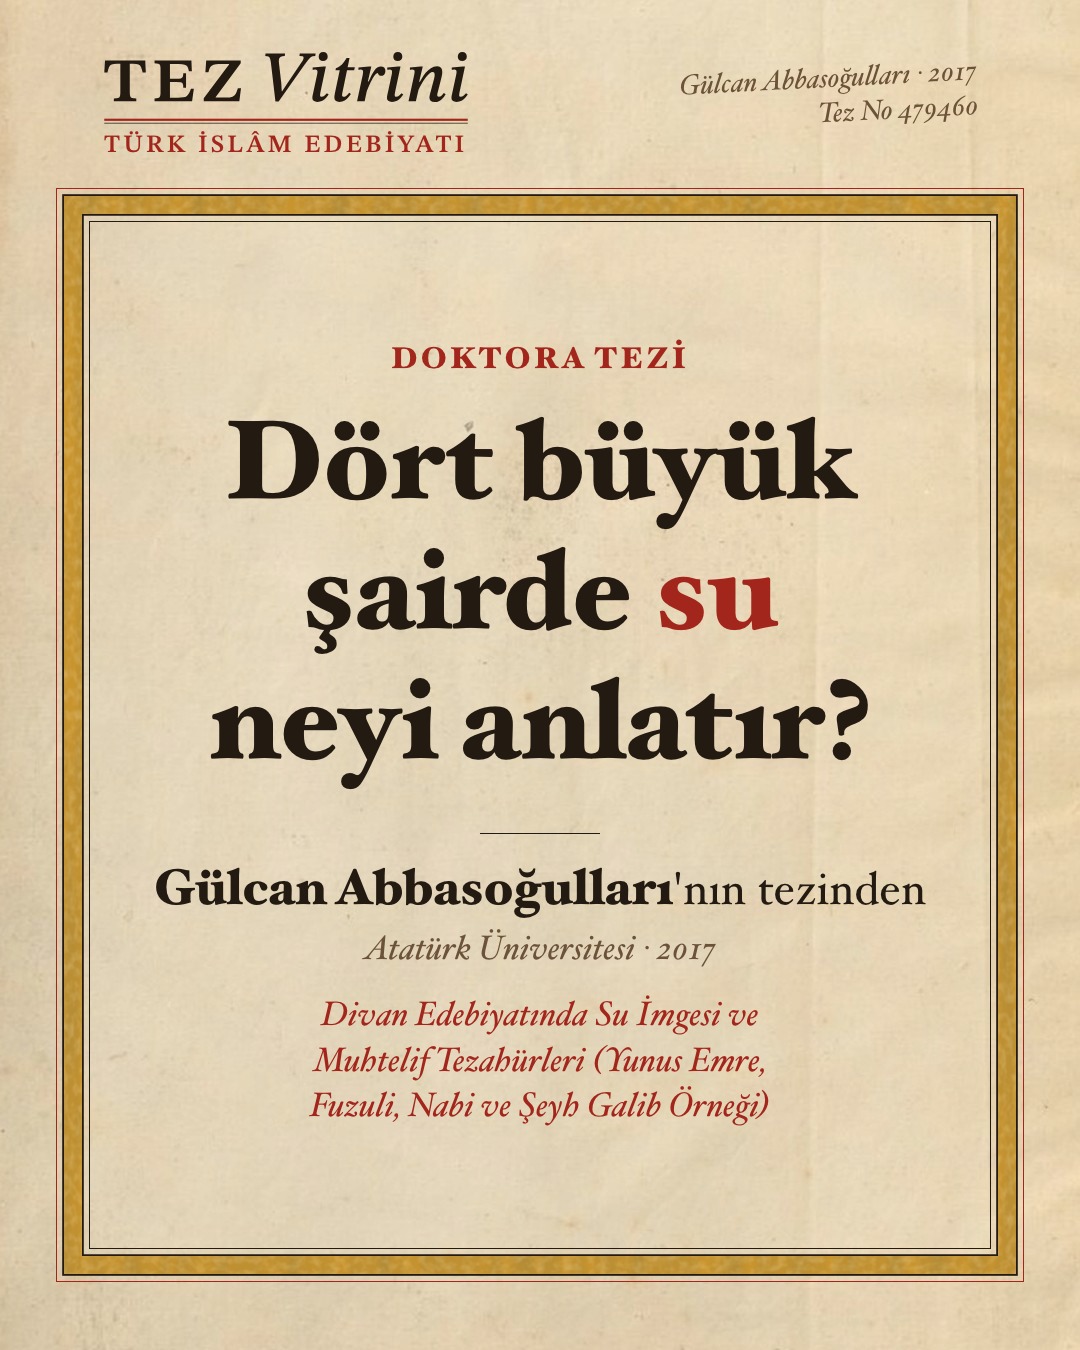 TEZ Vitrini
TÜRK İSLÂM EDEBİYATI
Gülcan Abbasoğulları · 2017
Tez No 479460
DOKTORA TEZİ
Dört büyük
şairde su
neyi anlatır?
Gülcan Abbasoğulları'nın tezinden
Atatürk Üniversitesi · 2017
Divan Edebiyatında Su İmgesi ve
Muhtelif Tezahürleri (Yunus Emre,
Fuzuli, Nabi ve Şeyh Galib Örneği)